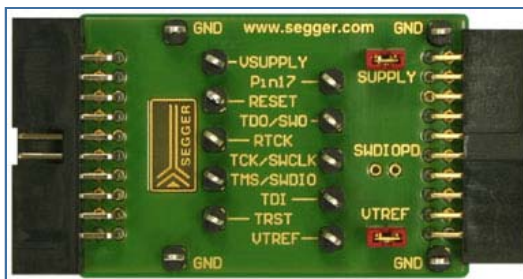 GND www.segger.com GND
VSUPPLY
Pin17
SUPPLY
RESET
TDO/SWO
RTCK
SEGGER
TCK/SWCLK
SWDIOPD
TMS/SWDIO
TDI
TRST
VTREF
VTREF
GND
GND